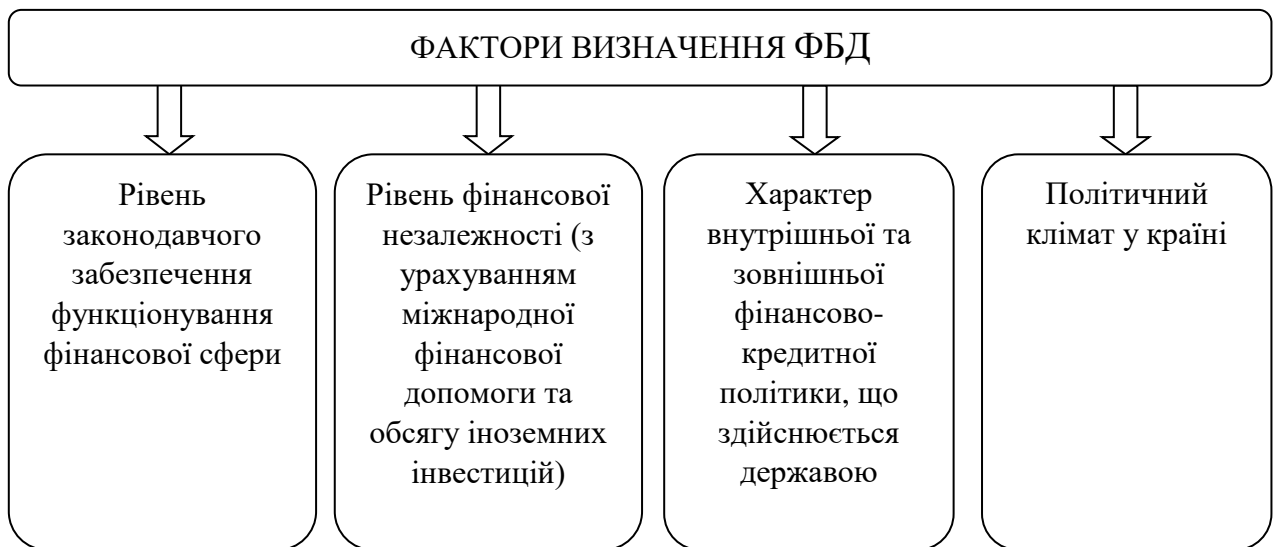 ФАКТОРИ ВИЗНАЧЕННЯ ФБД
Рівень
законодавчого
забезпечення
функціонування
фінансової сфери
Рівень фінансової
незалежності (з
урахуванням
міжнародної
фінансової
допомоги та
обсягу іноземних
інвестицій)
Характер
внутрішньої та
зовнішньої
фінансово-
кредитної
політики, що
здійснюється
державою
Політичний
клімат у країні